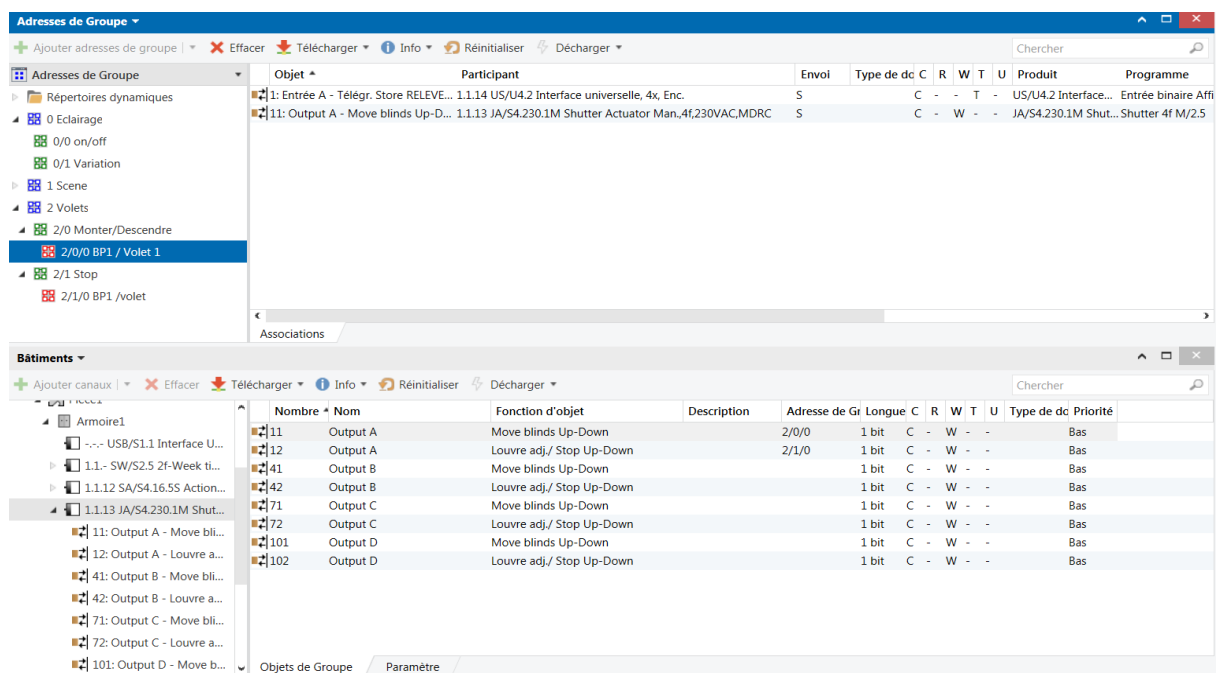 Adresses de Groupe
Ajouter adresses de groupe Effacer Télécharger Info Réinitialiser Décharger Chercher
Adresses de Groupe
Répertoires dynamiques
0 Eclairage
0/0 on/off
0/1 Variation
1 Scene
2 Volets
2/0 Monter/Descendre
2/0/0 BP1 / Volet 1
2/1 Stop
2/1/0 BP1 /volet
Objet Participant Envoi Type de dc C R W T U Produit Programme
1: Entrée A - Télégr. Store RELEVE... 1.1.14 US/U4.2 Interface universelle, 4x, Enc. S C - - T - US/U4.2 Interface... Entrée binaire Affi
11: Output A - Move blinds Up-D... 1.1.13 JA/S4.230.1M Shutter Actuator Man.,4f,230VAC,MDRC S C - W - - JA/S4.230.1M Shut... Shutter 4f M/2.5
Associations
Bâtiments
Ajouter canaux Effacer Télécharger Info Réinitialiser Décharger Chercher
Armoire1
-.-.- USB/S1.1 Interface U...
1.1.- SW/S2.5 2f-Week ti...
1.1.12 SA/S4.16.5S Action...
1.1.13 JA/S4.230.1M Shut...
11: Output A - Move bli...
12: Output A - Louvre a...
41: Output B - Move bli...
42: Output B - Louvre a...
71: Output C - Move bli...
72: Output C - Louvre a...
101: Output D - Move b...
Nombre Nom Fonction d'objet Description Adresse de Gr Longue C R W T U Type de dc Priorité
11 Output A Move blinds Up-Down 2/0/0 1 bit C - W - - Bas
12 Output A Louvre adj./ Stop Up-Down 2/1/0 1 bit C - W - - Bas
41 Output B Move blinds Up-Down 1 bit C - W - - Bas
42 Output B Louvre adj./ Stop Up-Down 1 bit C - W - - Bas
71 Output C Move blinds Up-Down 1 bit C - W - - Bas
72 Output C Louvre adj./ Stop Up-Down 1 bit C - W - - Bas
101 Output D Move blinds Up-Down 1 bit C - W - - Bas
102 Output D Louvre adj./ Stop Up-Down 1 bit C - W - - Bas
Objets de Groupe Paramètre